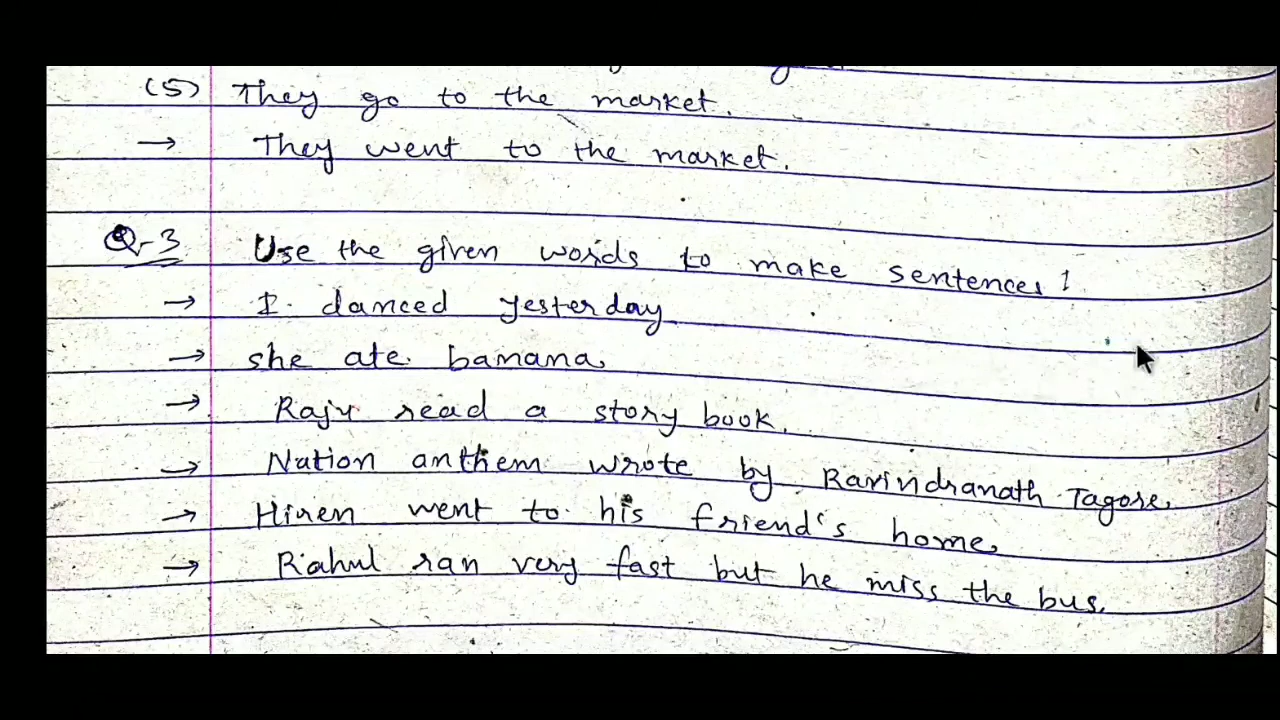 (5) They go to the market.
→ They went to the market.
Q-3 Use the given words to make sentences !
→ I danced yesterday
→ she ate banana.
→ Raju read a story book.
→ Nation anthem wrote by Ravindranath Tagore.
→ Hiren went to his friend's home.
→ Rahul ran very fast but he miss the bus.